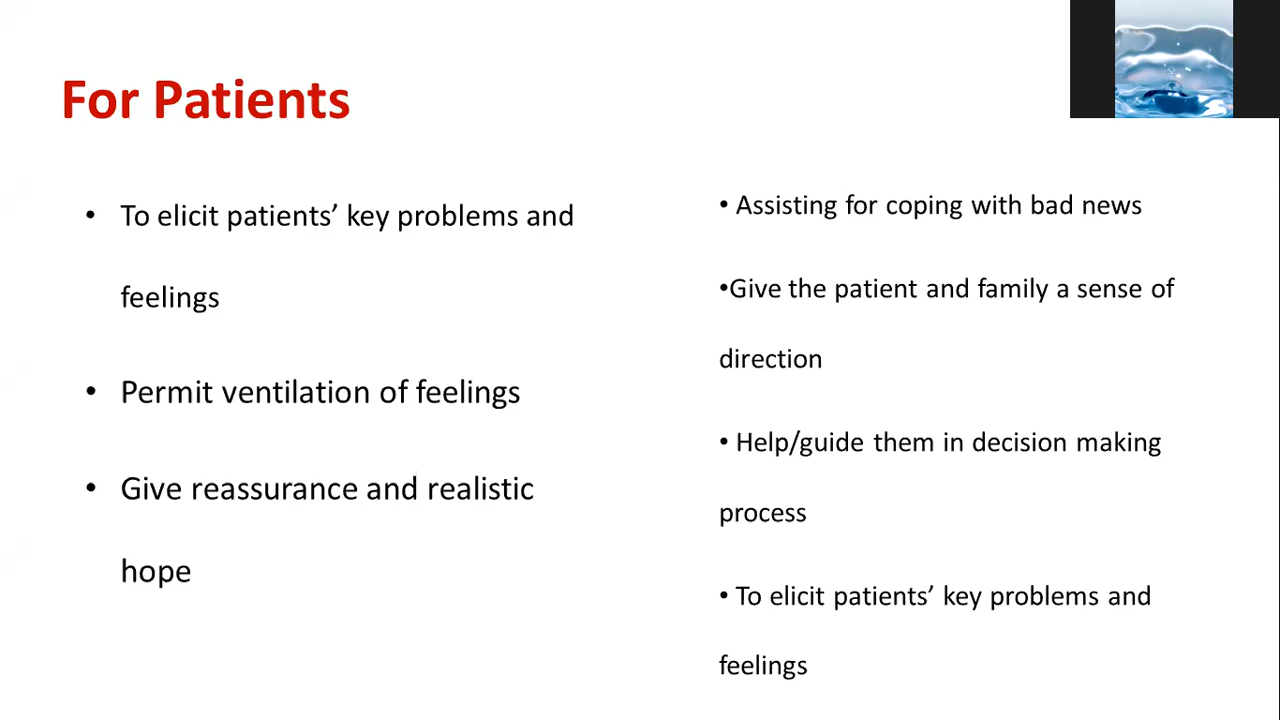 For Patients
• To elicit patients’ key problems and
feelings
• Permit ventilation of feelings
• Give reassurance and realistic
hope
• Assisting for coping with bad news
•Give the patient and family a sense of
direction
• Help/guide them in decision making
process
• To elicit patients’ key problems and
feelings